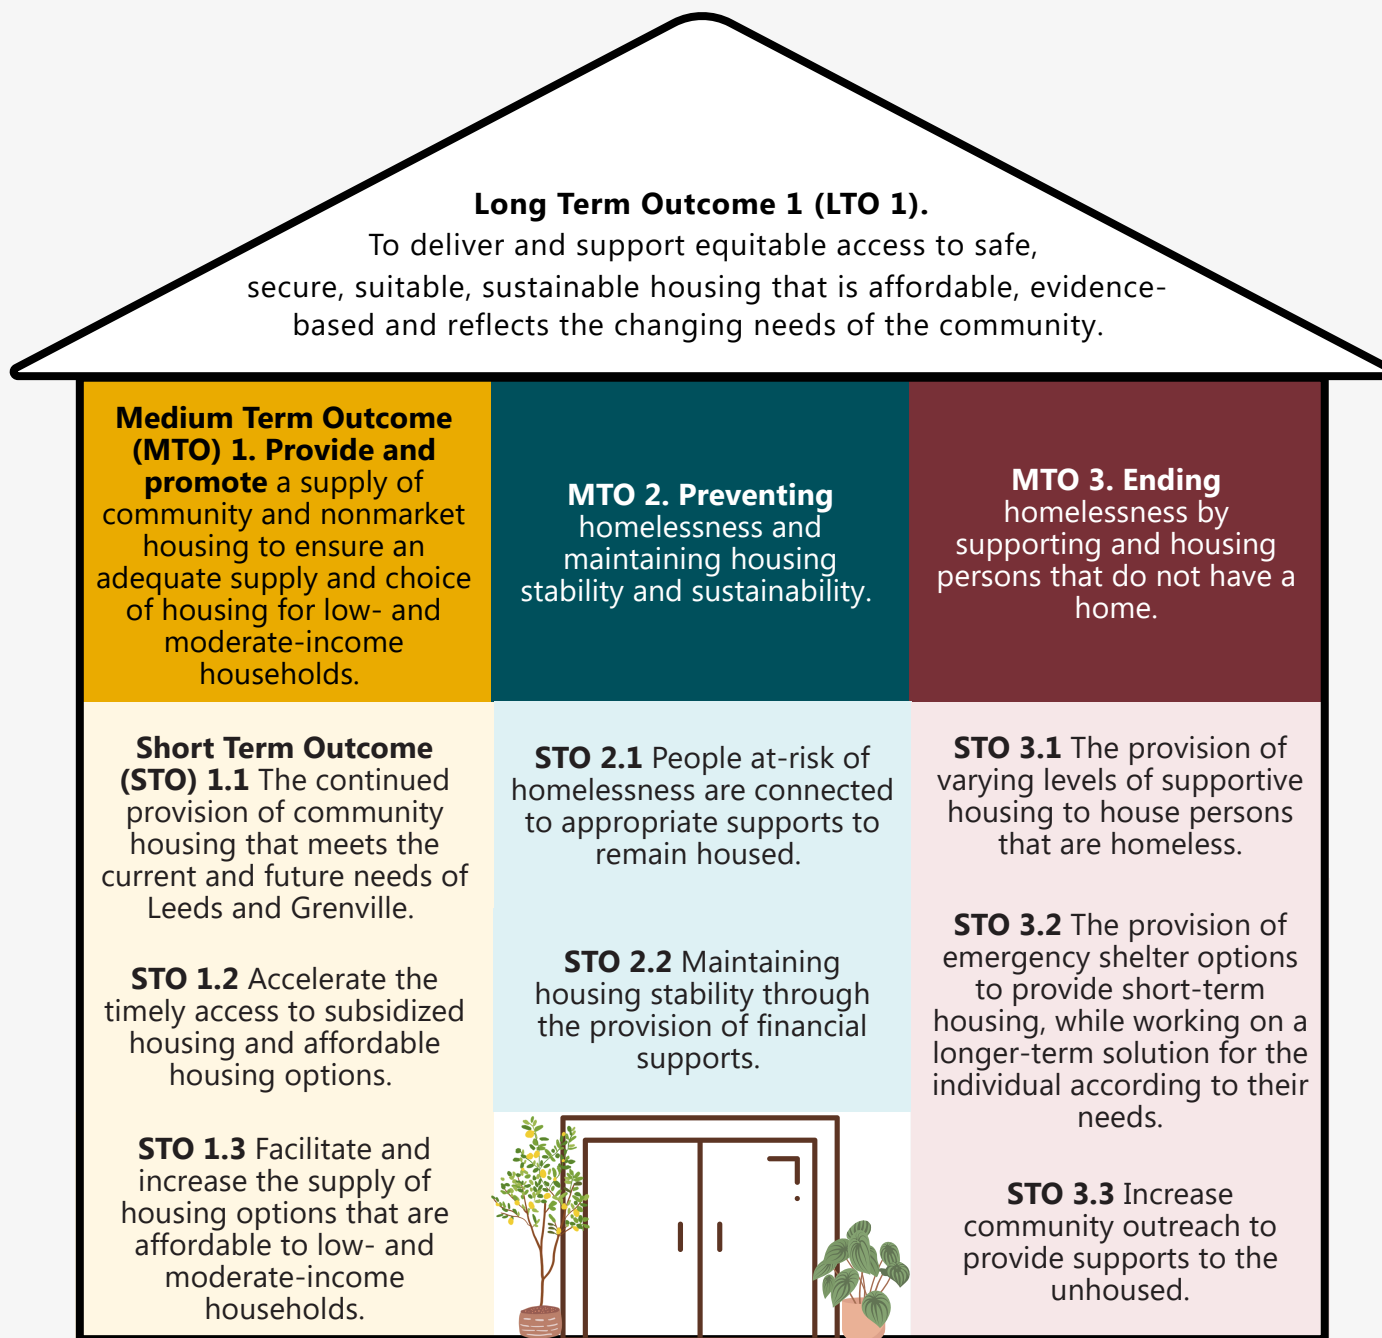 Long Term Outcome 1 (LTO 1).
To deliver and support equitable access to safe,
secure, suitable, sustainable housing that is affordable, evidence-
based and reflects the changing needs of the community.
Medium Term Outcome
(MTO) 1. Provide and
promote a supply of
community and nonmarket
housing to ensure an
adequate supply and choice
of housing for low- and
moderate-income
households.
MTO 2. Preventing
homelessness and
maintaining housing
stability and sustainability.
MTO 3. Ending
homelessness by
supporting and housing
persons that do not have a
home.
Short Term Outcome
(STO) 1.1 The continued
provision of community
housing that meets the
current and future needs of
Leeds and Grenville.
STO 1.2 Accelerate the
timely access to subsidized
housing and affordable
housing options.
STO 1.3 Facilitate and
increase the supply of
housing options that are
affordable to low- and
moderate-income
households.
STO 2.1 People at-risk of
homelessness are connected
to appropriate supports to
remain housed.
STO 2.2 Maintaining
housing stability through
the provision of financial
supports.
STO 3.1 The provision of
varying levels of supportive
housing to house persons
that are homeless.
STO 3.2 The provision of
emergency shelter options
to provide short-term
housing, while working on a
longer-term solution for the
individual according to their
needs.
STO 3.3 Increase
community outreach to
provide supports to the
unhoused.